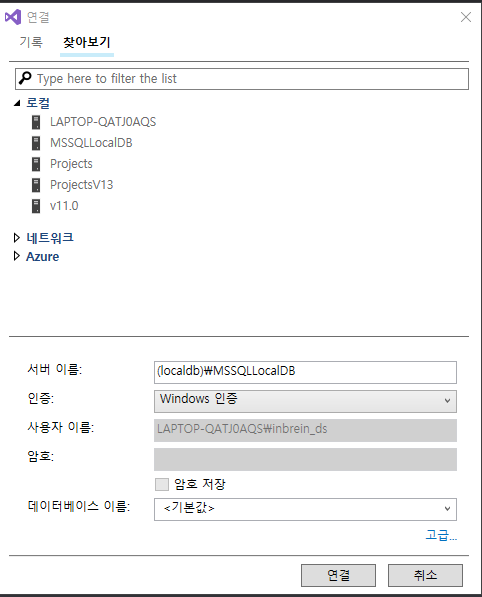 연결
기록 찾아보기
Type here to filter the list
로컬
LAPTOP-QATJ0AQS
MSSQLLocalDB
Projects
ProjectsV13
v11.0
네트워크
Azure
서버 이름: (localdb)₩MSSQLLocalDB
인증: Windows 인증
사용자 이름: LAPTOP-QATJ0AQS₩inbrein_ds
암호:
암호 저장
데이터베이스 이름: <기본값>
고급...
연결 취소